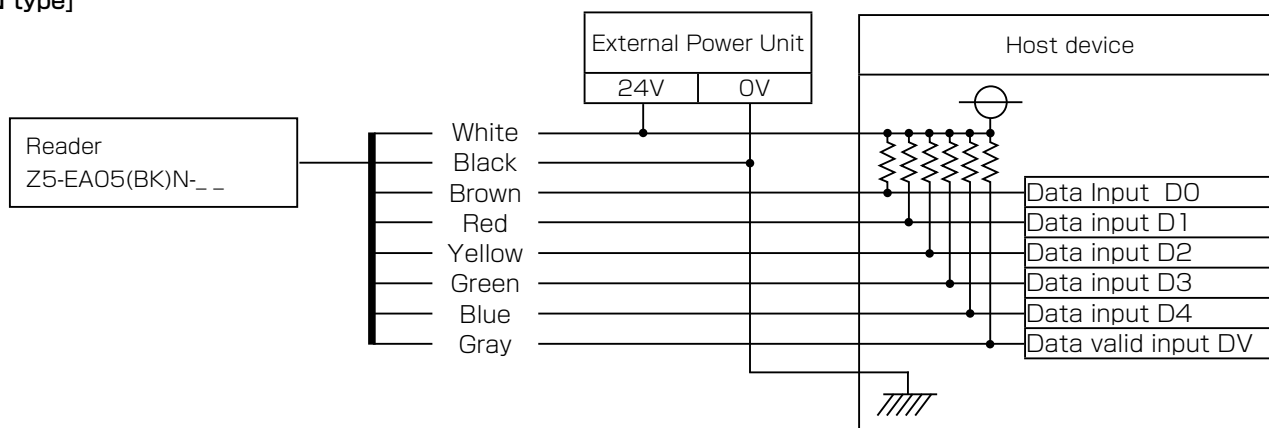 type]
External Power Unit
24V
0V
Host device
Reader
Z5-EA05(BK)N-_ _
White
Black
Brown
Red
Yellow
Green
Blue
Gray
Data Input D0
Data input D1
Data input D2
Data input D3
Data input D4
Data valid input DV